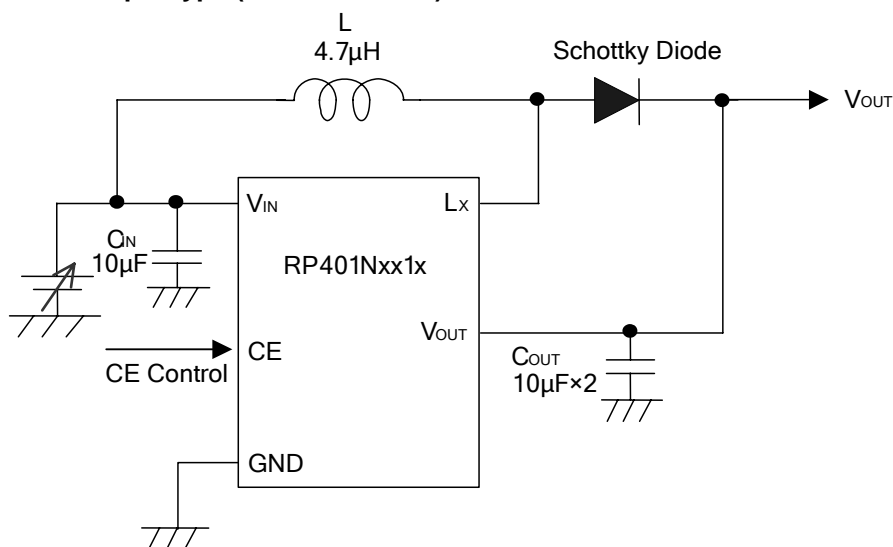 L
4.7µH
Schottky Diode
VOUT
VIN
LX
CIN
10µF
RP401Nxx1x
VOUT
CE
CE Control
COUT
10µF×2
GND